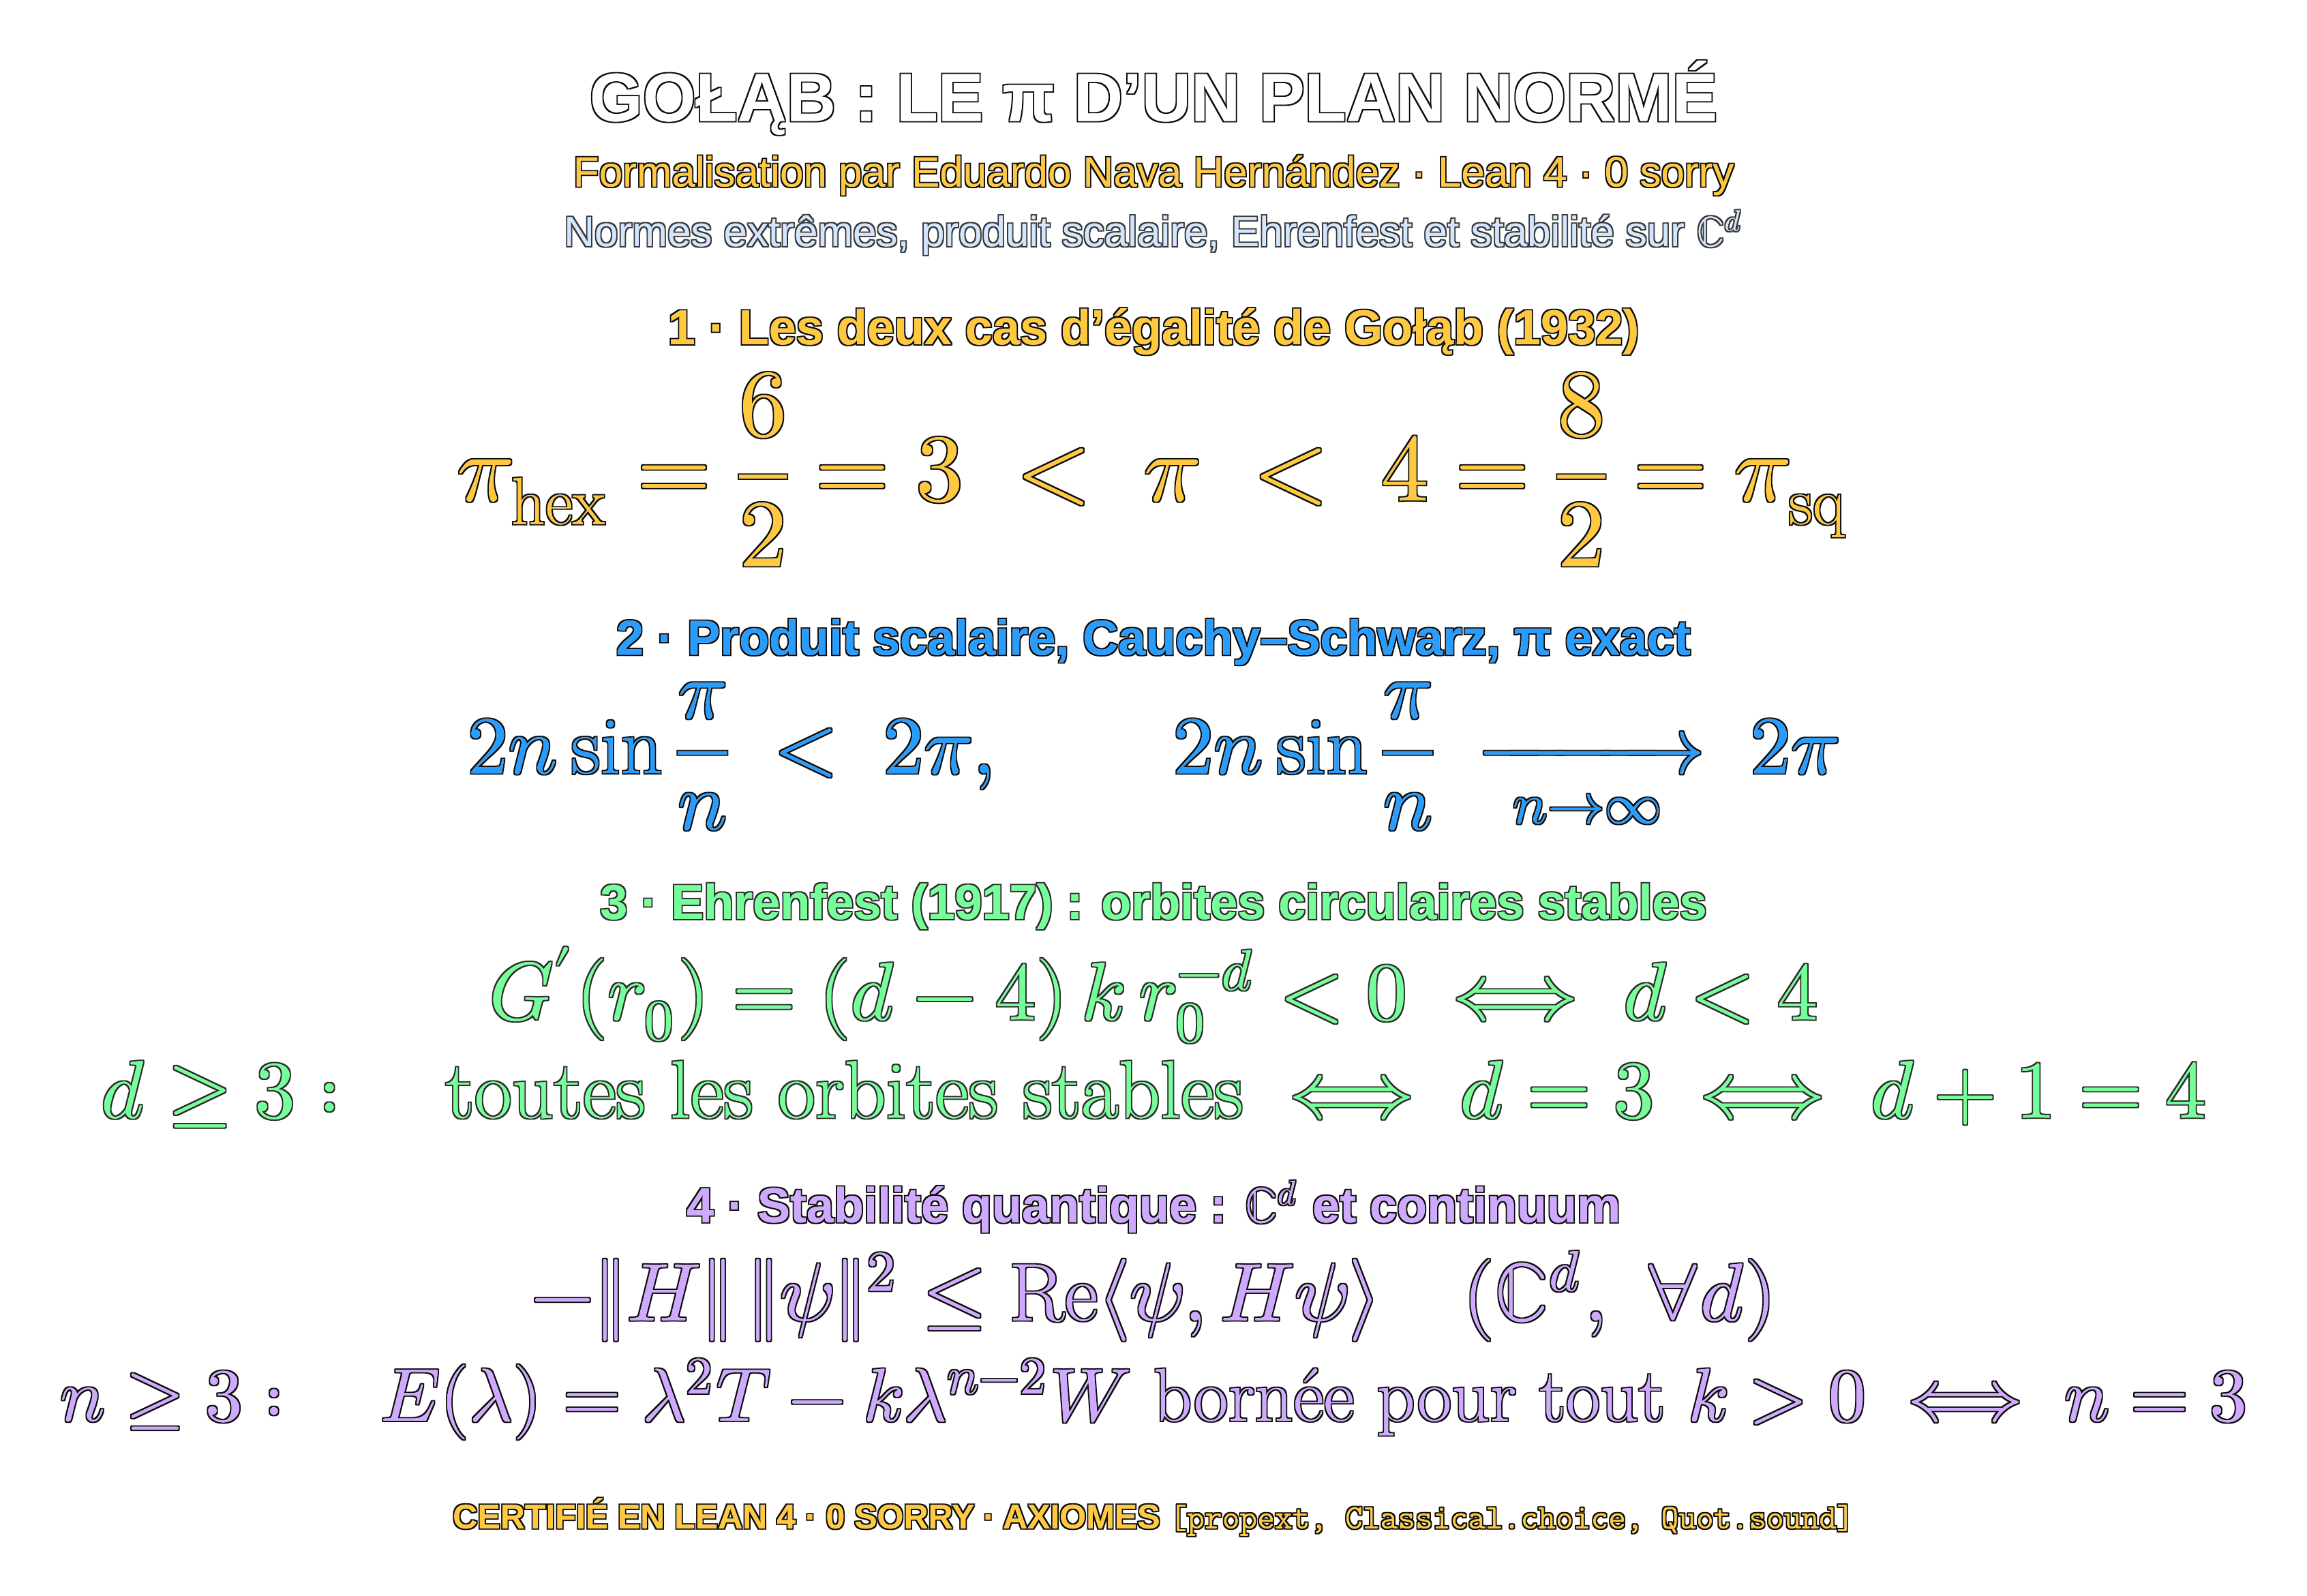 GOŁĄB : LE π D’UN PLAN NORMÉ
Formalisation par Eduardo Nava Hernández · Lean 4 · 0 sorry
Normes extrêmes, produit scalaire, Ehrenfest et stabilité sur ℂᵈ
1 · Les deux cas d’égalité de Gołąb (1932)
π_hex = 6/2 = 3 < π < 4 = 8/2 = π_sq
2 · Produit scalaire, Cauchy–Schwarz, π exact
2n sin π/n < 2π, 2n sin π/n ⟶_{n→∞} 2π
3 · Ehrenfest (1917) : orbites circulaires stables
G′(r₀) = (d − 4) k r₀^{−d} < 0 ⟺ d < 4
d ≥ 3 : toutes les orbites stables ⟺ d = 3 ⟺ d + 1 = 4
4 · Stabilité quantique : ℂᵈ et continuum
−‖H‖ ‖ψ‖² ≤ Re⟨ψ, Hψ⟩ (ℂᵈ, ∀d)
n ≥ 3 : E(λ) = λ²T − kλ^{n−2}W bornée pour tout k > 0 ⟺ n = 3
CERTIFIÉ EN LEAN 4 · 0 SORRY · AXIOMES [propext, Classical.choice, Quot.sound]